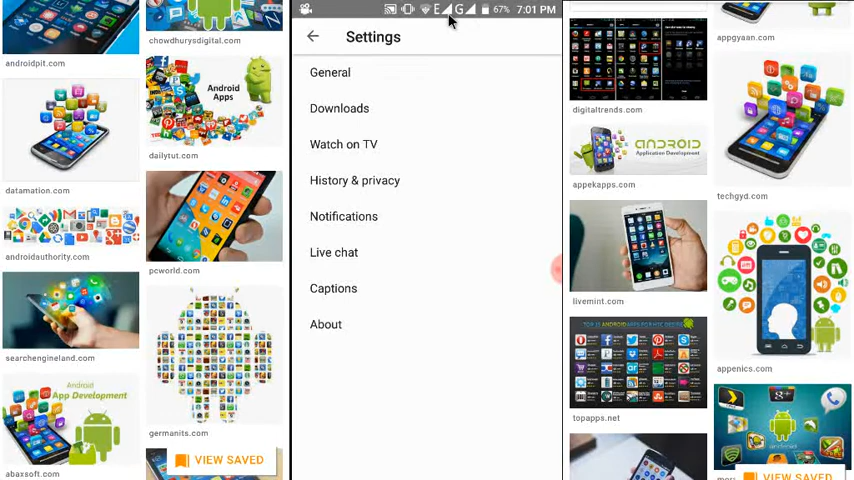 androidpit.com
datamation.com
androidauthority.com
searchengineland.com
Android
App Development
abaxsoft.com
chowdhurysdigital.com
Android
Apps
dailytut.com
pcworld.com
germanits.com
VIEW SAVED
E G 67% 7:01 PM
Settings
General
Downloads
Watch on TV
History & privacy
Notifications
Live chat
Captions
About
digitaltrends.com
ANDROID
Application Development
appekapps.com
livemint.com
topapps.net
appgyaan.com
techgyd.com
appenics.com
VIEW SAVED